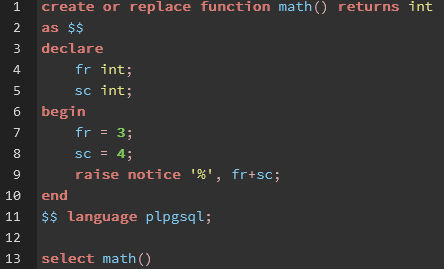 1 create or replace function math() returns int
2 as $$
3 declare
4     fr int;
5     sc int;
6 begin
7     fr = 3;
8     sc = 4;
9     raise notice '%', fr+sc;
10 end
11 $$ language plpgsql;
12
13 select math()